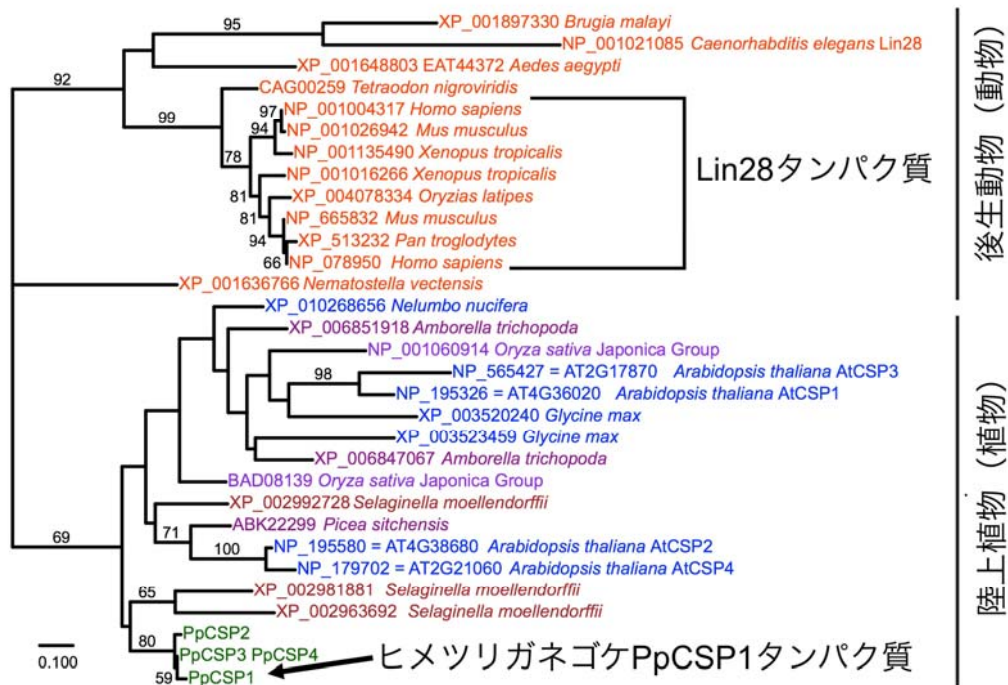 XP_001897330 Brugia malayi
95
NP_001021085 Caenorhabditis elegans Lin28
XP_001648803 EAT44372 Aedes aegypti
92
CAG00259 Tetraodon nigroviridis
97 NP_001004317 Homo sapiens
99
94 NP_001026942 Mus musculus
NP_001135490 Xenopus tropicalis
78
NP_001016266 Xenopus tropicalis
81 XP_004078334 Oryzias latipes
81 NP_665832 Mus musculus
94 XP_513232 Pan troglodytes
66 NP_078950 Homo sapiens
Lin28タンパク質
後生動物（動物）
XP_001636766 Nematostella vectensis
XP_010268656 Nelumbo nucifera
XP_006851918 Amborella trichopoda
NP_001060914 Oryza sativa Japonica Group
98 NP_565427 = AT2G17870 Arabidopsis thaliana AtCSP3
NP_195326 = AT4G36020 Arabidopsis thaliana AtCSP1
XP_003520240 Glycine max
XP_003523459 Glycine max
XP_006847067 Amborella trichopoda
BAD08139 Oryza sativa Japonica Group
XP_002992728 Selaginella moellendorffii
71 ABK22299 Picea sitchensis
69
100 NP_195580 = AT4G38680 Arabidopsis thaliana AtCSP2
NP_179702 = AT2G21060 Arabidopsis thaliana AtCSP4
65 XP_002981881 Selaginella moellendorffii
XP_002963692 Selaginella moellendorffii
80 PpCSP2
PpCSP3 PpCSP4
59 PpCSP1
ヒメツリガネゴケPpCSP1タンパク質
陸上植物（植物）
0.100